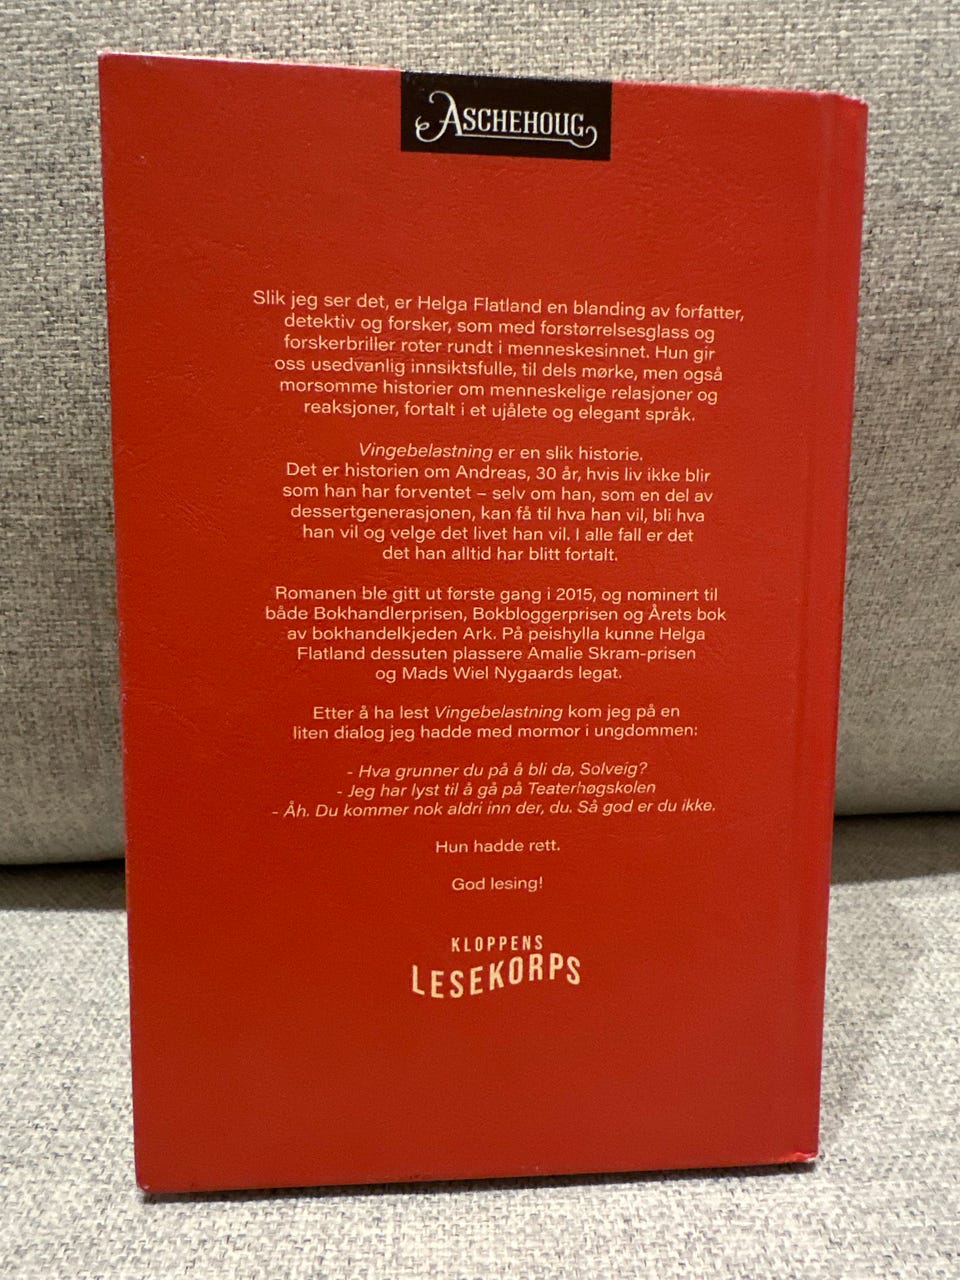 ASCHEHOUG
Slik jeg ser det, er Helga Flatland en blanding av forfatter,
detektiv og forsker, som med forstørrelsesglass og
forskerbriller roter rundt i menneskesinnet. Hun gir
oss usedvanlig innsiktsfulle, til dels mørke, men også
morsomme historier om menneskelige relasjoner og
reaksjoner, fortalt i et ujålete og elegant språk.
Vingebelastning er en slik historie.
Det er historien om Andreas, 30 år, hvis liv ikke blir
som han har forventet – selv om han, som en del av
dessertgenerasjonen, kan få til hva han vil, bli hva
han vil og velge det livet han vil. I alle fall er det
det han alltid har blitt fortalt.
Romanen ble gitt ut første gang i 2015, og nominert til
både Bokhandlerprisen, Bokbloggerprisen og Årets bok
av bokhandelkjeden Ark. På peishylla kunne Helga
Flatland dessuten plassere Amalie Skram-prisen
og Mads Wiel Nygaards legat.
Etter å ha lest Vingebelastning kom jeg på en
liten dialog jeg hadde med mormor i ungdommen:
- Hva grunner du på å bli da, Solveig?
- Jeg har lyst til å gå på Teaterhøgskolen
- Åh. Du kommer nok aldri inn der, du. Så god er du ikke.
Hun hadde rett.
God lesing!
KLOPPENS
LESEKORPS